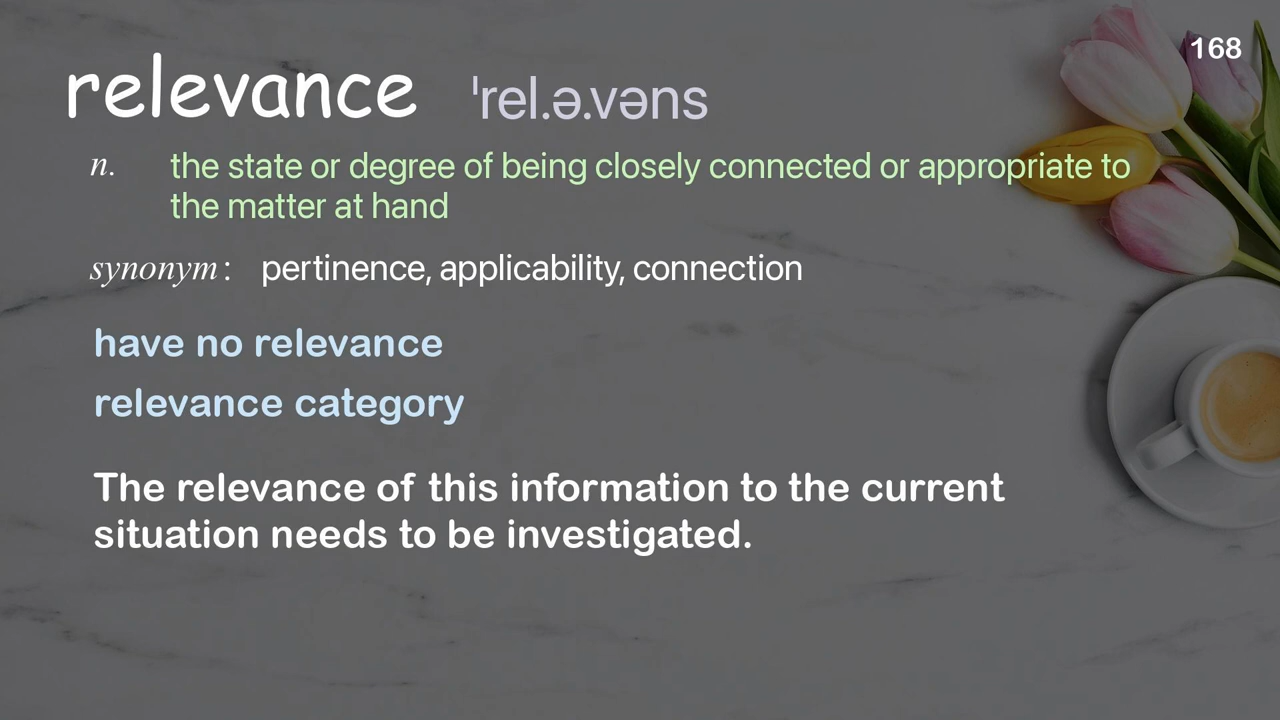 168
relevance ˈrel.ə.vəns
n. the state or degree of being closely connected or appropriate to
the matter at hand
synonym: pertinence, applicability, connection
have no relevance
relevance category
The relevance of this information to the current
situation needs to be investigated.